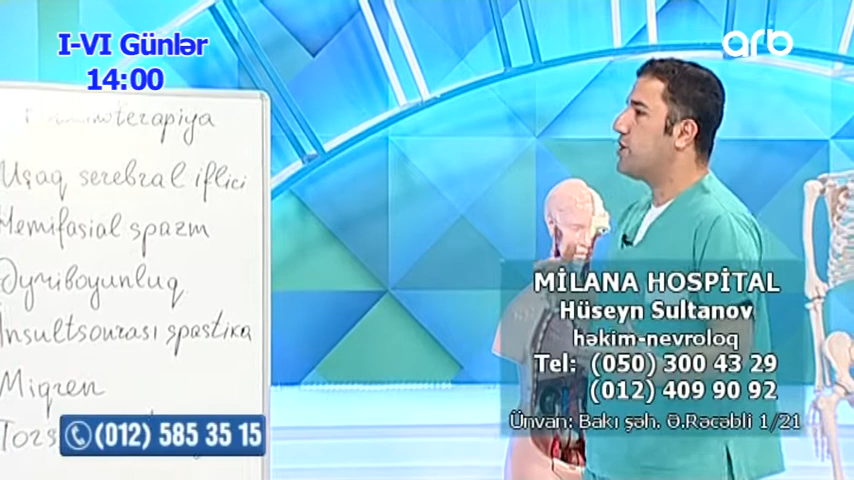 I-VI Günlər
14:00
arb
Uşaq serebral iflici
Hemifasial spazm
Əyriboyunluq
İnsultsonrası spastika
Miqren
(012) 585 35 15
MİLANA HOSPİTAL
Hüseyn Sultanov
həkim-nevroloq
Tel: (050) 300 43 29
(012) 409 90 92
Ünvan: Bakı şəh. Ə.Rəcəbli 1/21